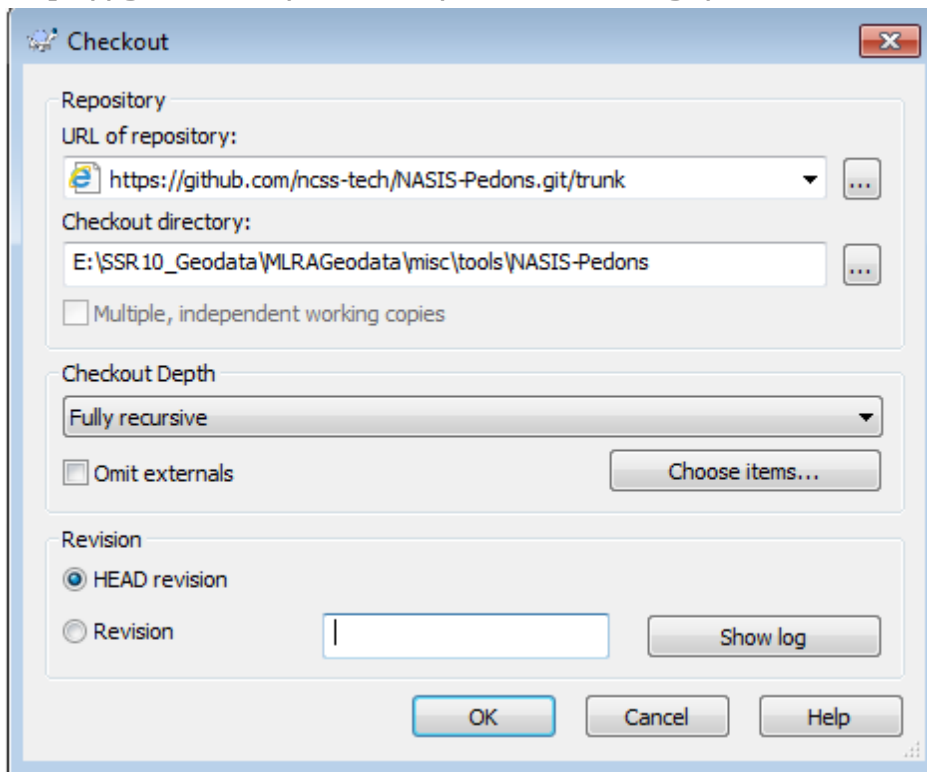 Checkout
Repository
URL of repository:
https://github.com/ncss-tech/NASIS-Pedons.git/trunk
...
Checkout directory:
E:\SSR10_Geodata\MLRAGeodata\misc\tools\NASIS-Pedons
...
Multiple, independent working copies
Checkout Depth
Fully recursive
Omit externals
Choose items...
Revision
HEAD revision
Revision
Show log
OK
Cancel
Help